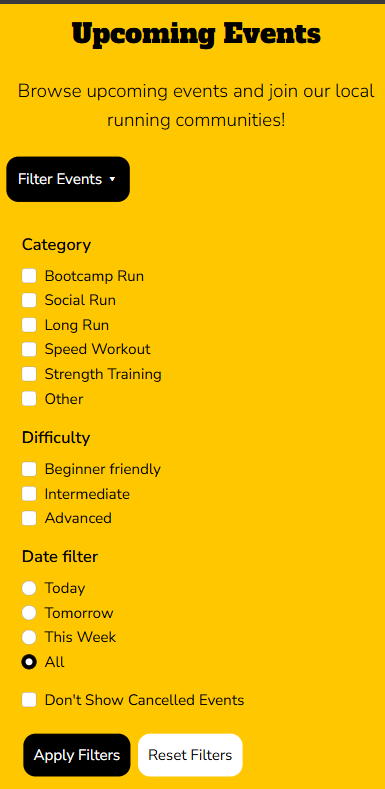 Upcoming Events
Browse upcoming events and join our local
running communities!
Filter Events ▾
Category
Bootcamp Run
Social Run
Long Run
Speed Workout
Strength Training
Other
Difficulty
Beginner friendly
Intermediate
Advanced
Date filter
Today
Tomorrow
This Week
All
Don't Show Cancelled Events
Apply Filters Reset Filters